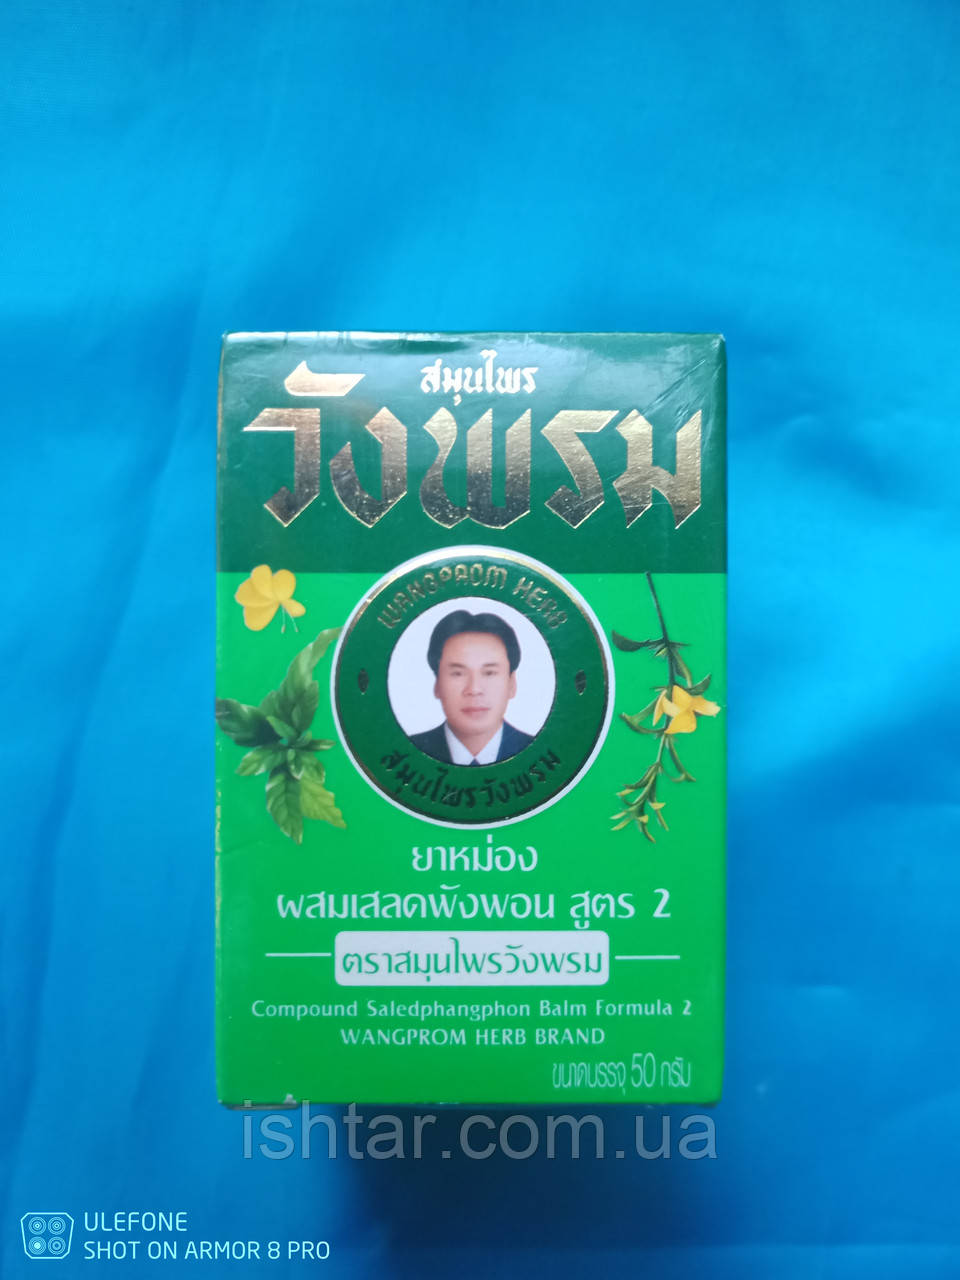 สมุนไพร
วังพรม
WANGPROM HERB
สมุนไพรวังพรม
ยาหม่อง
ผสมเสลดพังพอน สูตร 2
ตราสมุนไพรวังพรม
Compound Saledphangphon Balm Formula 2
WANGPROM HERB BRAND
ขนาดบรรจุ 50 กรัม
ishtar.com.ua
ULEFONE
SHOT ON ARMOR 8 PRO